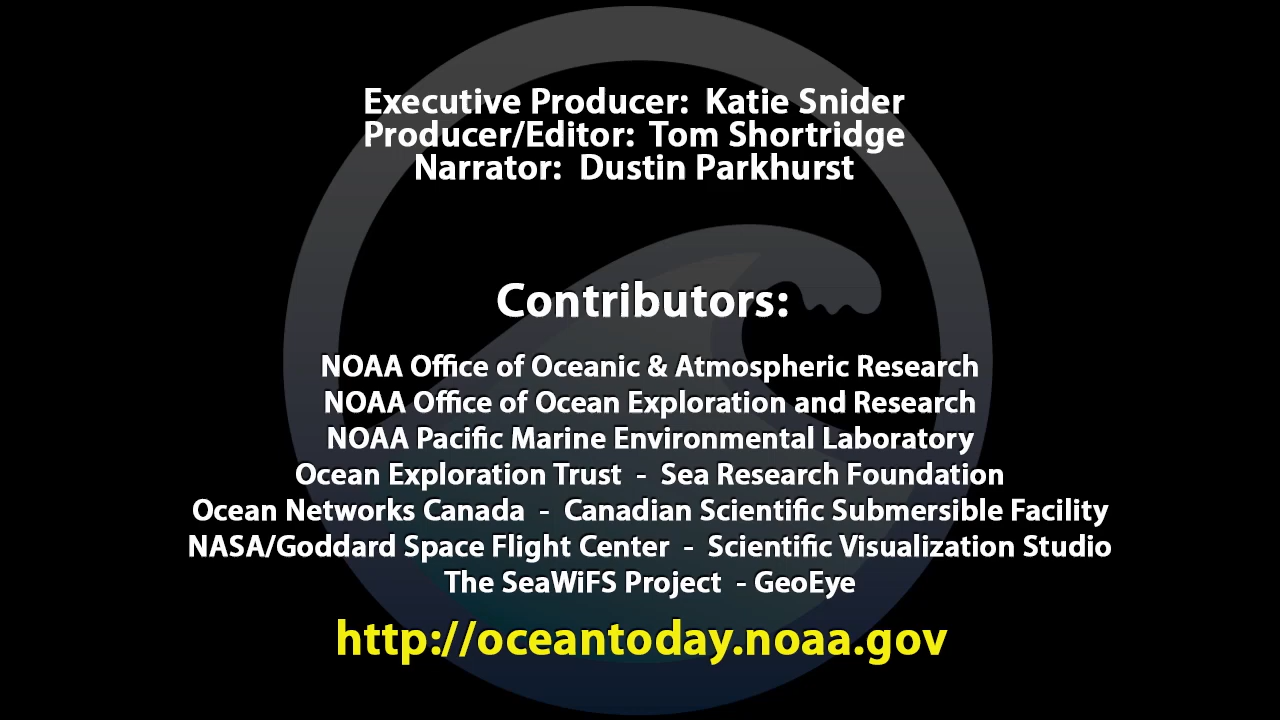 Executive Producer: Katie Snider
Producer/Editor: Tom Shortridge
Narrator: Dustin Parkhurst
Contributors:
NOAA Office of Oceanic & Atmospheric Research
NOAA Office of Ocean Exploration and Research
NOAA Pacific Marine Environmental Laboratory
Ocean Exploration Trust - Sea Research Foundation
Ocean Networks Canada - Canadian Scientific Submersible Facility
NASA/Goddard Space Flight Center - Scientific Visualization Studio
The SeaWiFS Project - GeoEye
http://oceantoday.noaa.gov